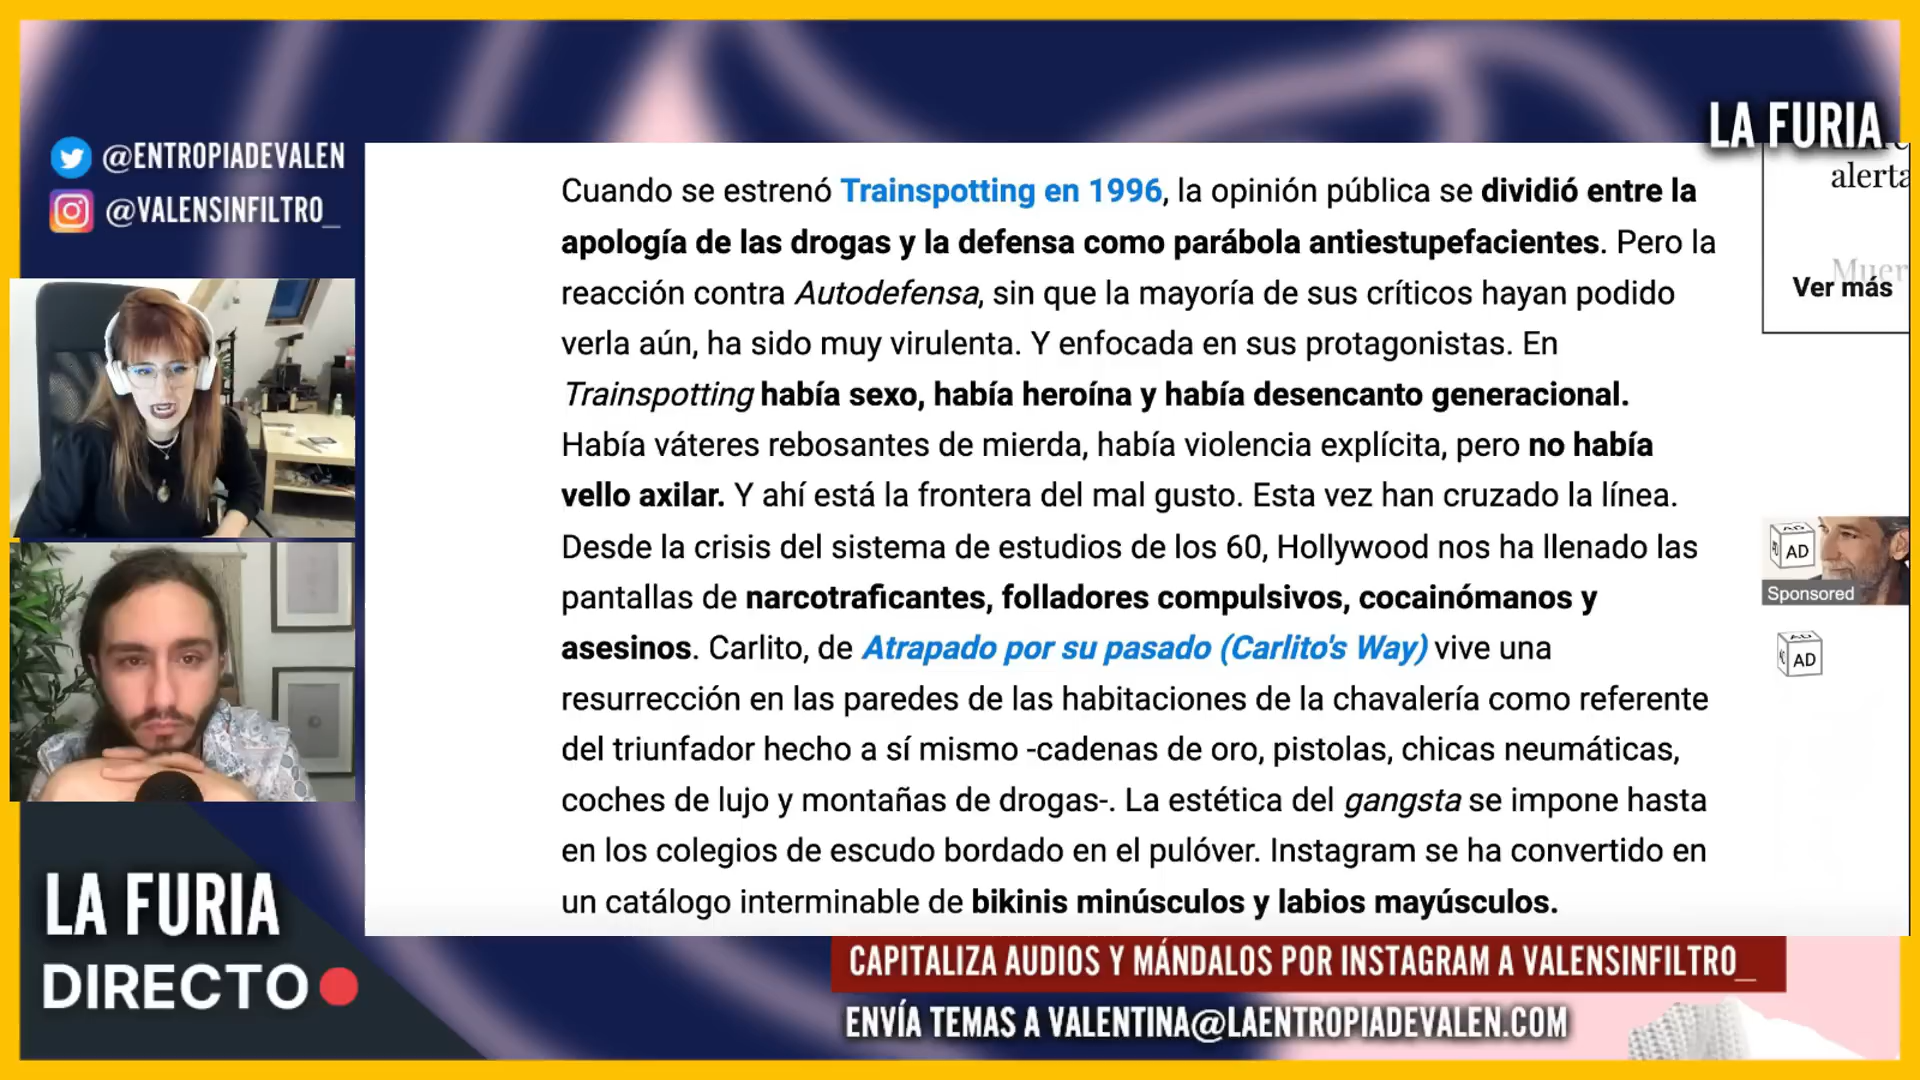 LA FURIA
@ENTROPIADEVALEN
@VALENSINFILTRO_
Cuando se estrenó Trainspotting en 1996, la opinión pública se dividió entre la
apología de las drogas y la defensa como parábola antiestupefacientes. Pero la
reacción contra Autodefensa, sin que la mayoría de sus críticos hayan podido
verla aún, ha sido muy virulenta. Y enfocada en sus protagonistas. En
Trainspotting había sexo, había heroína y había desencanto generacional.
Había váteres rebosantes de mierda, había violencia explícita, pero no había
vello axilar. Y ahí está la frontera del mal gusto. Esta vez han cruzado la línea.
Desde la crisis del sistema de estudios de los 60, Hollywood nos ha llenado las
pantallas de narcotraficantes, folladores compulsivos, cocainómanos y
asesinos. Carlito, de Atrapado por su pasado (Carlito's Way) vive una
resurrección en las paredes de las habitaciones de la chavalería como referente
del triunfador hecho a sí mismo -cadenas de oro, pistolas, chicas neumáticas,
coches de lujo y montañas de drogas-. La estética del gangsta se impone hasta
en los colegios de escudo bordado en el pulóver. Instagram se ha convertido en
un catálogo interminable de bikinis minúsculos y labios mayúsculos.
alerta
Muer
Ver más
AD
Sponsored
AD
LA FURIA
DIRECTO
CAPITALIZA AUDIOS Y MÁNDALOS POR INSTAGRAM A VALENSINFILTRO_
ENVÍA TEMAS A VALENTINA@LAENTROPIADEVALEN.COM